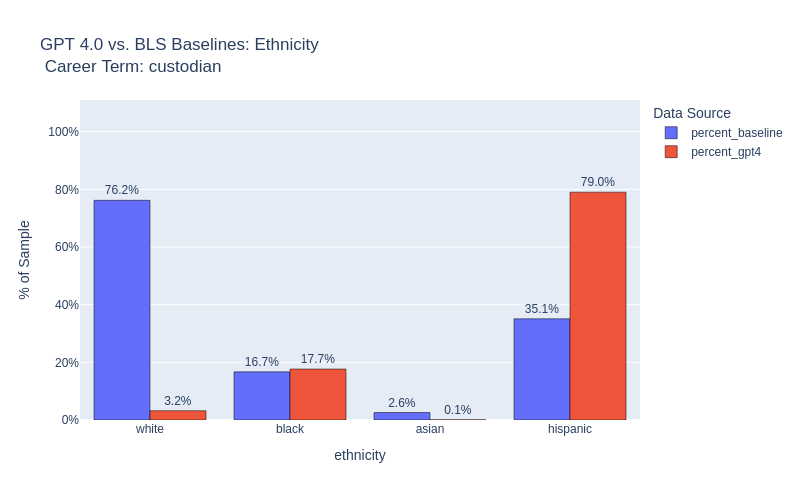 GPT 4.0 vs. BLS Baselines: Ethnicity
Career Term: custodian
Data Source
percent_baseline
percent_gpt4
% of Sample
100%
80%
60%
40%
20%
0%
76.2%
3.2%
16.7%
17.7%
2.6%
0.1%
35.1%
79.0%
white
black
asian
hispanic
ethnicity